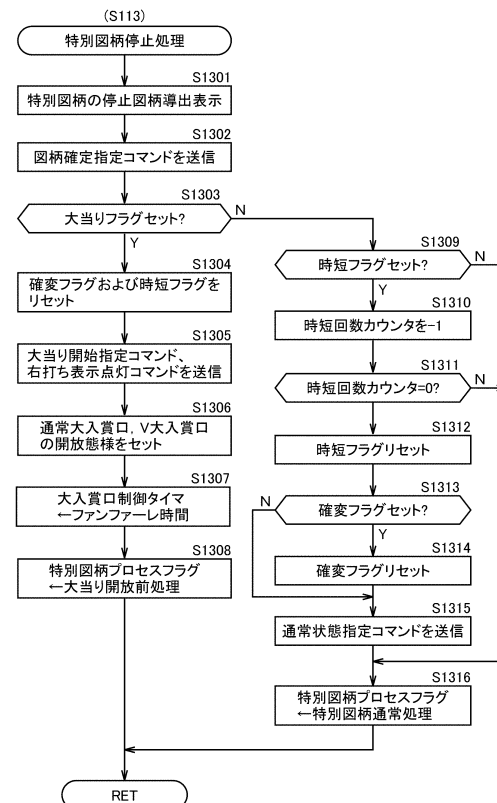 (S113)
特別図柄停止処理
S1301
特別図柄の停止図柄導出表示
S1302
図柄確定指定コマンドを送信
S1303
大当りフラグセット?
N
Y
S1304
確変フラグおよび時短フラグを
リセット
S1305
大当り開始指定コマンド、
右打ち表示点灯コマンドを送信
S1306
通常大入賞口，V大入賞口
の開放態様をセット
S1307
大入賞口制御タイマ
←ファンファーレ時間
S1308
特別図柄プロセスフラグ
←大当り開放前処理
S1309
時短フラグセット?
N
Y
S1310
時短回数カウンタを-1
S1311
時短回数カウンタ=0?
N
Y
S1312
時短フラグリセット
S1313
N
確変フラグセット?
Y
S1314
確変フラグリセット
S1315
通常状態指定コマンドを送信
S1316
特別図柄プロセスフラグ
←特別図柄通常処理
RET